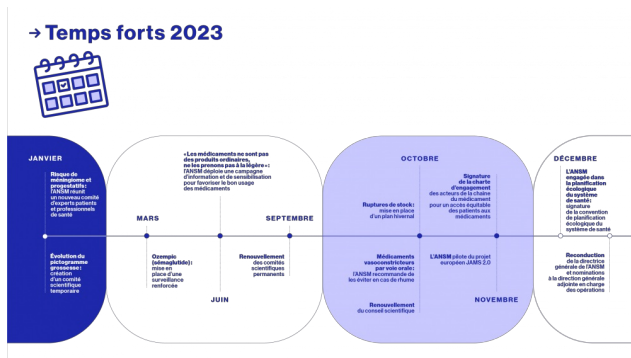 → Temps forts 2023
JANVIER
Risque de
méningiome et
progestatifs :
l'ANSM réunit
un nouveau comité
d'experts patients
et professionnels
de santé
Évolution du
pictogramme
grossesse :
création
d'un comité
scientifique
temporaire
« Les médicaments ne sont pas
des produits ordinaires,
ne les prenons pas à la légère » :
l'ANSM déploie une campagne
d'information et de sensibilisation
pour favoriser le bon usage
des médicaments
MARS
Ozempic
(sémaglutide) :
mise en
place d'une
surveillance
renforcée
JUIN
SEPTEMBRE
Renouvellement
des comités
scientifiques
permanents
OCTOBRE
Ruptures de stock :
mise en place
d'un plan hivernal
Médicaments
vasoconstricteurs
par voie orale :
l'ANSM recommande de
les éviter en cas de rhume
Renouvellement
du conseil scientifique
Signature
de la charte
d'engagement
des acteurs de la chaine
du médicament
pour un accès équitable
des patients aux
médicaments
L'ANSM pilote du projet
européen JAMS 2.0
NOVEMBRE
DÉCEMBRE
L'ANSM
engagée dans
la planification
écologique
du système
de santé :
signature
de la convention
de planification
écologique du
système de santé
Reconduction
de la directrice
générale de l'ANSM
et nominations
à la direction générale
adjointe en charge
des opérations